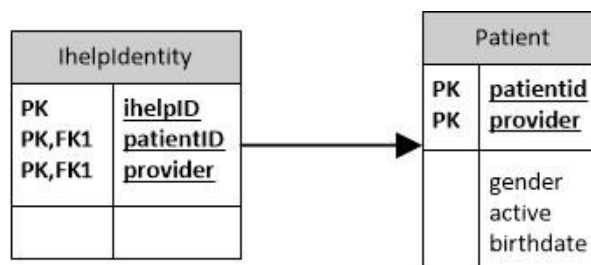 IhelpIdentity
PK ihelpID
PK,FK1 patientID
PK,FK1 provider
Patient
PK patientid
PK provider
gender
active
birthdate